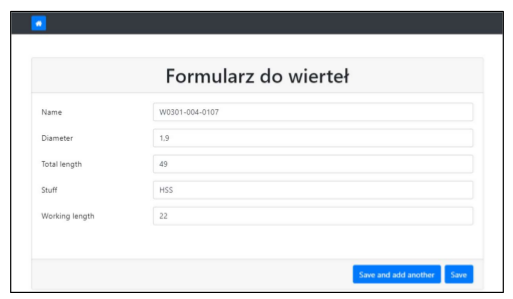 Formularz do wierteł
Name W0301-004-0107
Diameter 1,9
Total length 49
Stuff HSS
Working length 22
Save and add another Save